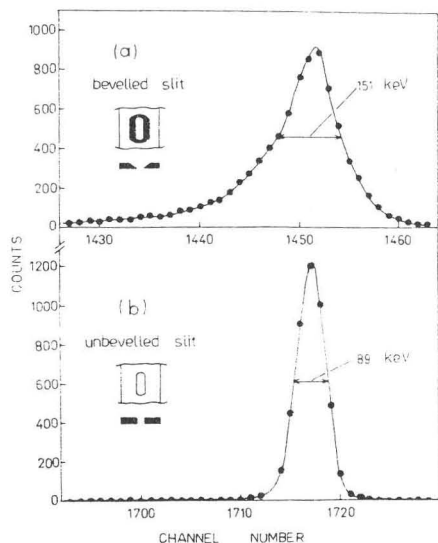 (a)
bevelled slit
151 keV
1000
800
600
400
200
0
1430 1440 1450 1460
COUNTS
(b)
unbevelled slit
89 keV
1200
1000
800
600
400
200
0
1700 1710 1720
CHANNEL NUMBER